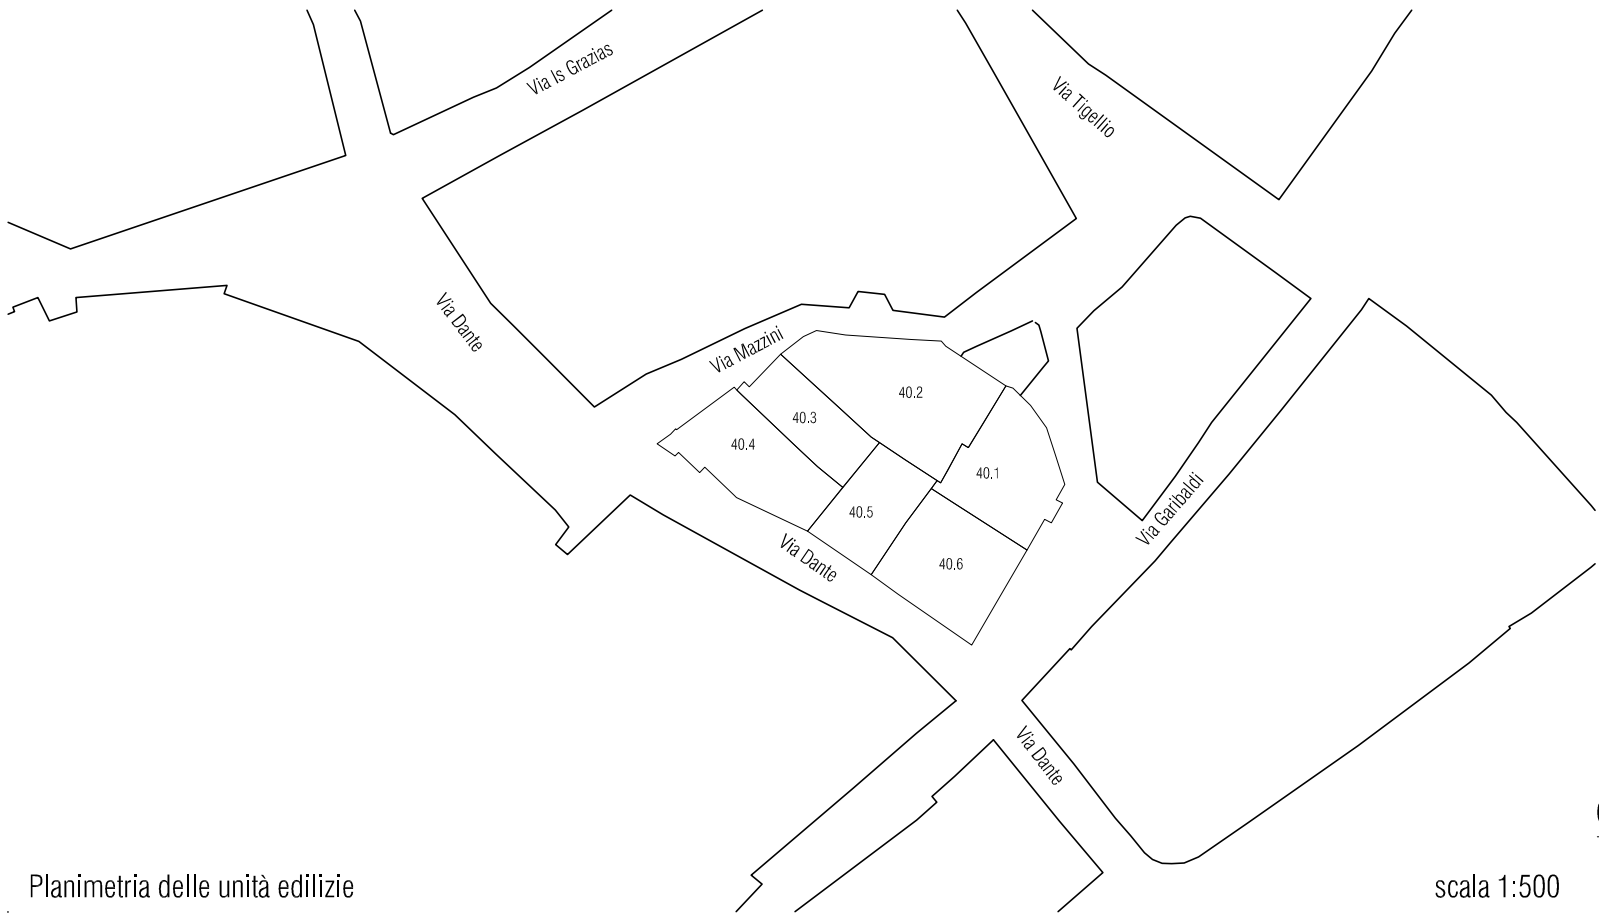 Via Is Grazias
Via Tigellio
Via Dante
Via Mazzini
40.2
40.3
40.4
40.1
40.5
Via Garibaldi
Via Dante
40.6
Via Dante
Planimetria delle unità edilizie
scala 1:500